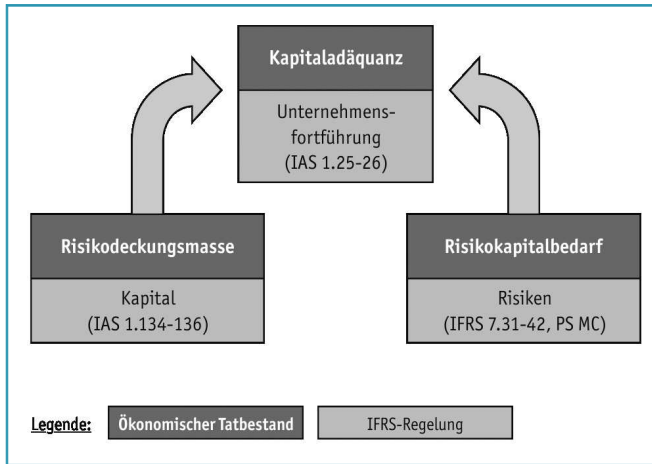 Kapitaladäquanz
Unternehmens-
fortführung
(IAS 1.25-26)
Risikodeckungsmasse
Kapital
(IAS 1.134-136)
Risikokapitalbedarf
Risiken
(IFRS 7.31-42, PS MC)
Legende:
Ökonomischer Tatbestand
IFRS-Regelung